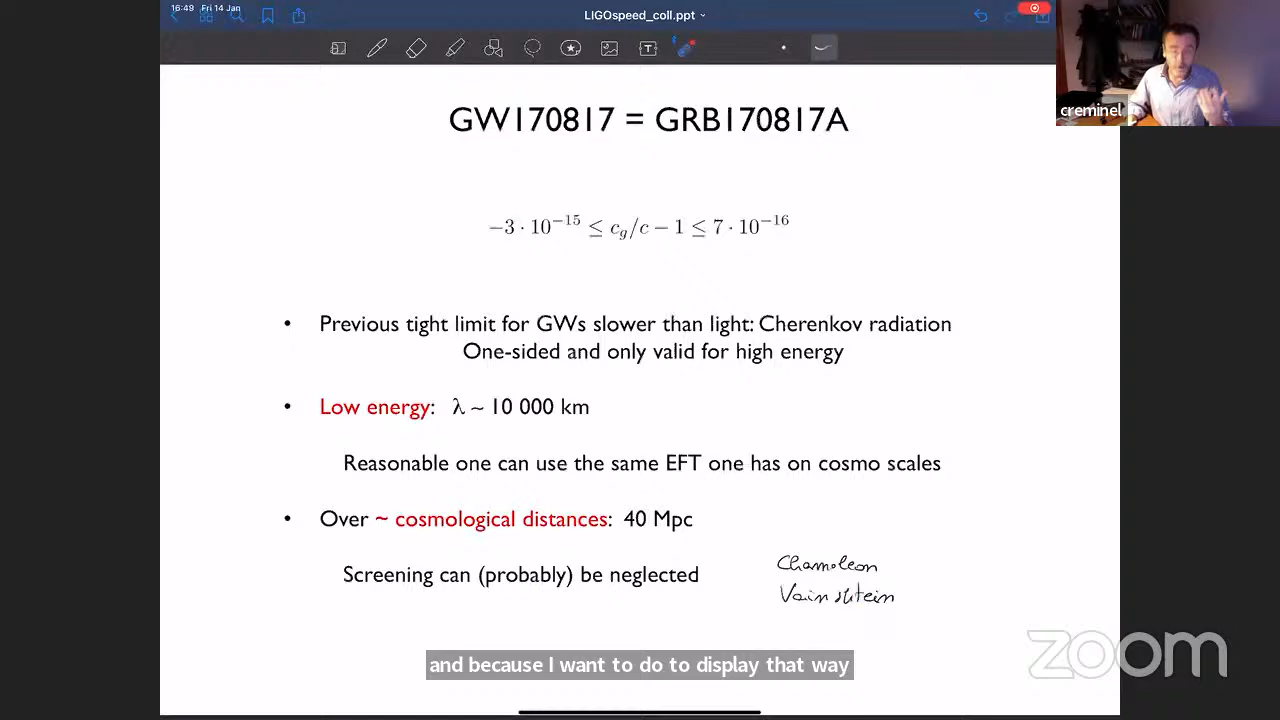 16:49 Fri 14 Jan
LIGOspeed_coll.ppt
creminel
GW170817 = GRB170817A
−3 · 10⁻¹⁵ ≤ c_g/c − 1 ≤ 7 · 10⁻¹⁶
• Previous tight limit for GWs slower than light: Cherenkov radiation
One-sided and only valid for high energy
• Low energy: λ ~ 10 000 km
Reasonable one can use the same EFT one has on cosmo scales
• Over ~ cosmological distances: 40 Mpc
Screening can (probably) be neglected
Chameleon
Vainshtein
and because I want to do to display that way
zoom